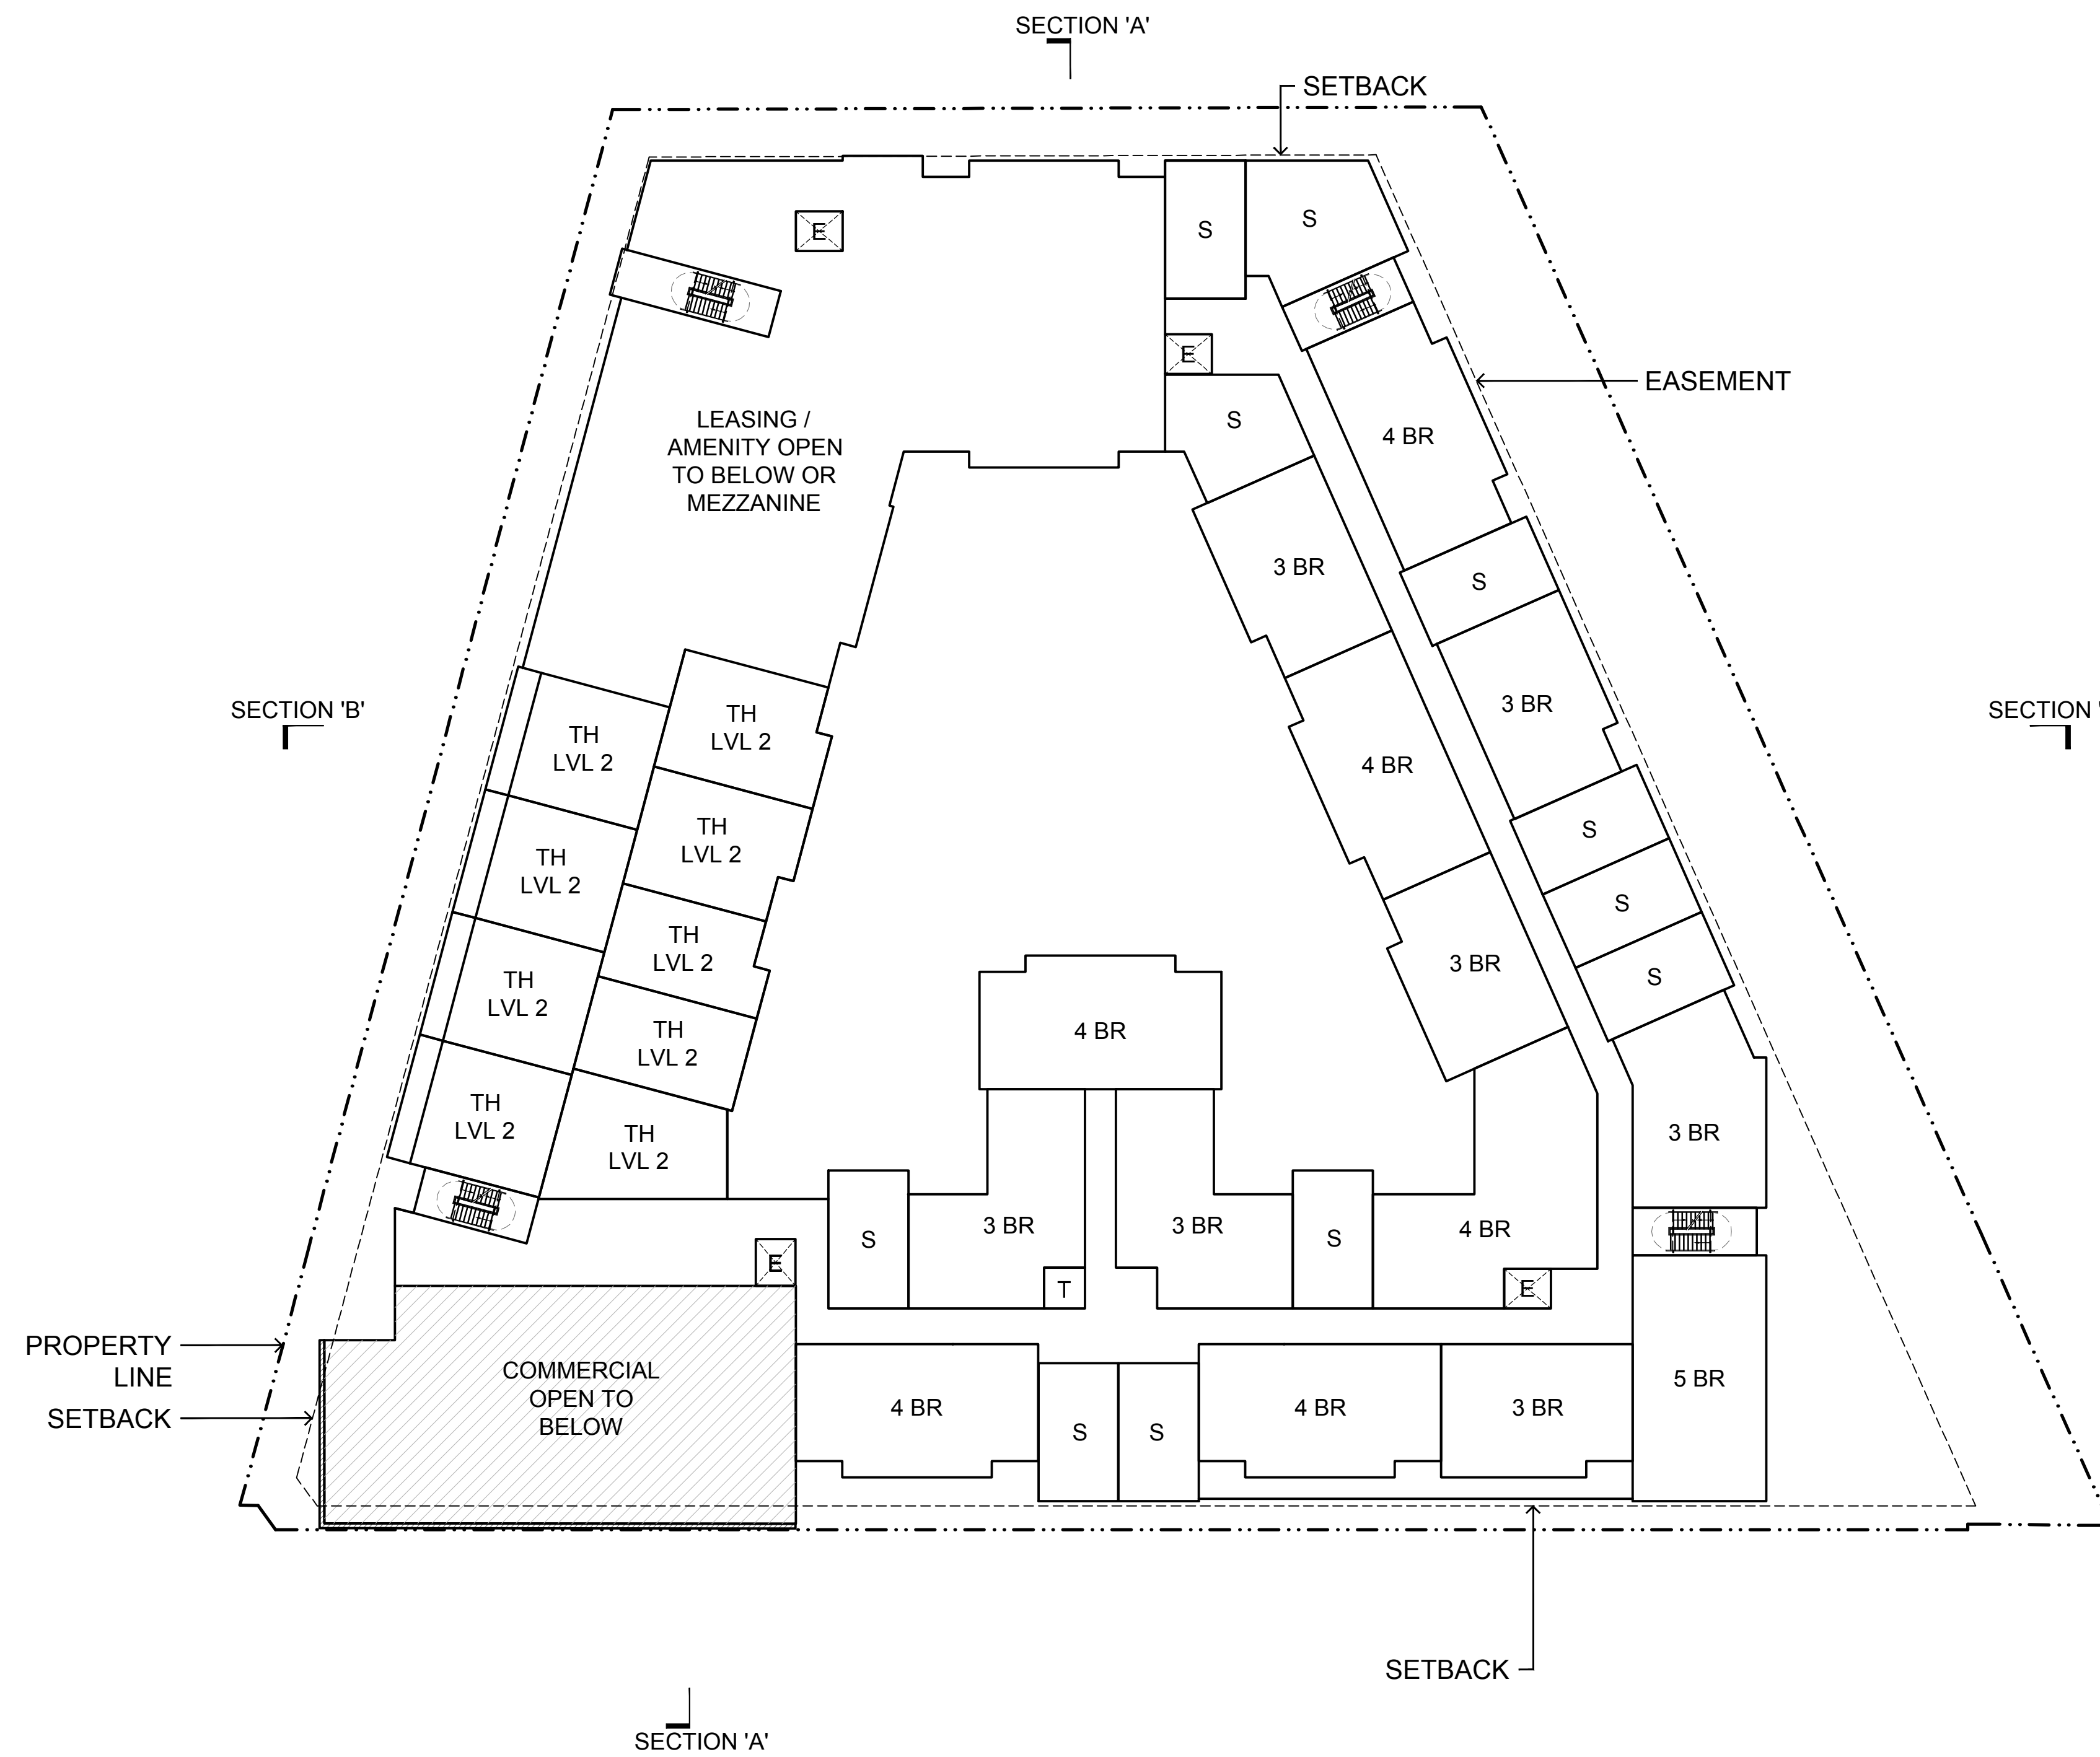 SECTION 'A'
SETBACK
S
S
E
E
EASEMENT
LEASING /
AMENITY OPEN
TO BELOW OR
MEZZANINE
S
4 BR
3 BR
S
SECTION 'B'
SECTION '
TH
LVL 2
TH
LVL 2
3 BR
4 BR
TH
LVL 2
TH
LVL 2
S
S
TH
LVL 2
TH
LVL 2
3 BR
S
4 BR
TH
LVL 2
TH
LVL 2
TH
LVL 2
3 BR
S
3 BR
3 BR
S
4 BR
E
T
E
PROPERTY
LINE
SETBACK
COMMERCIAL
OPEN TO
BELOW
4 BR
S
S
4 BR
3 BR
5 BR
SETBACK
SECTION 'A'